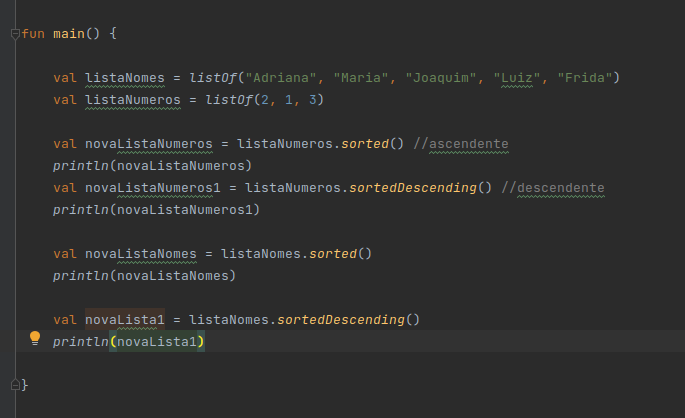 fun main() {
val listaNomes = listOf("Adriana", "Maria", "Joaquim", "Luiz", "Frida")
val listaNumeros = listOf(2, 1, 3)
val novaListaNumeros = listaNumeros.sorted() //ascendente
println(novaListaNumeros)
val novaListaNumeros1 = listaNumeros.sortedDescending() //descendente
println(novaListaNumeros1)
val novaListaNomes = listaNomes.sorted()
println(novaListaNomes)
val novaLista1 = listaNomes.sortedDescending()
println(novaLista1)
}